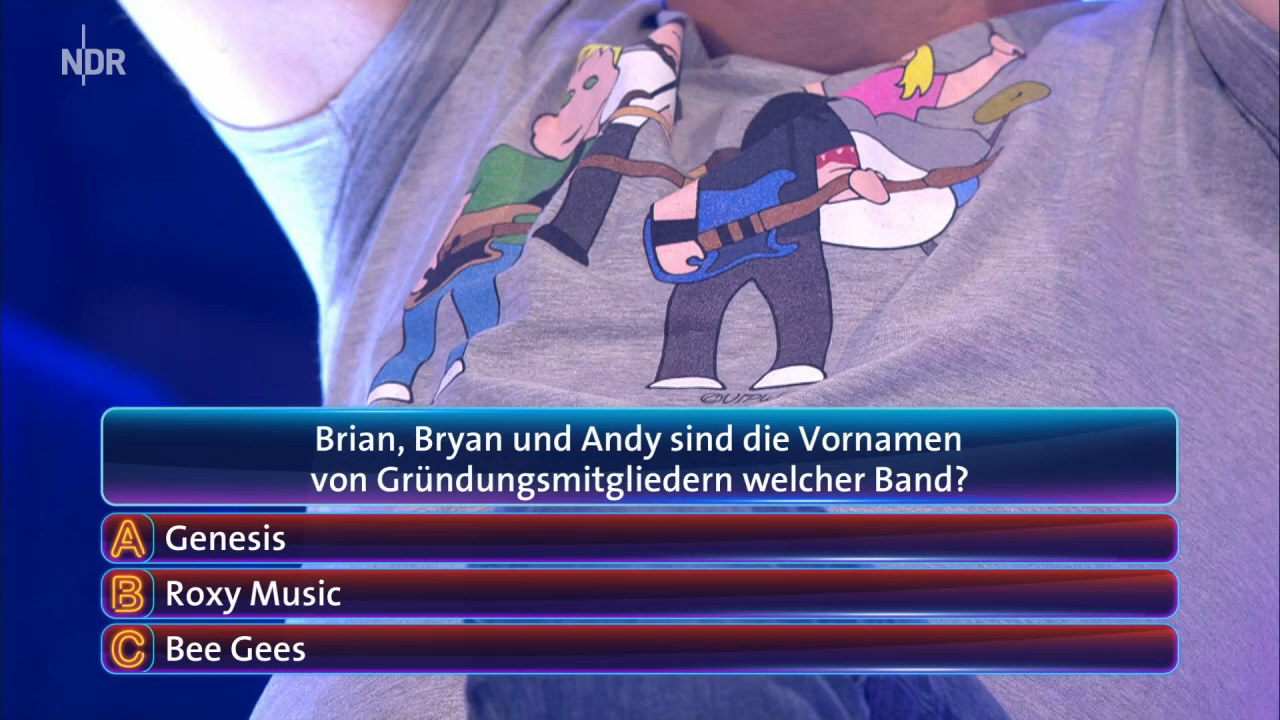 NDR
Brian, Bryan und Andy sind die Vornamen
von Gründungsmitgliedern welcher Band?
A Genesis
B Roxy Music
C Bee Gees